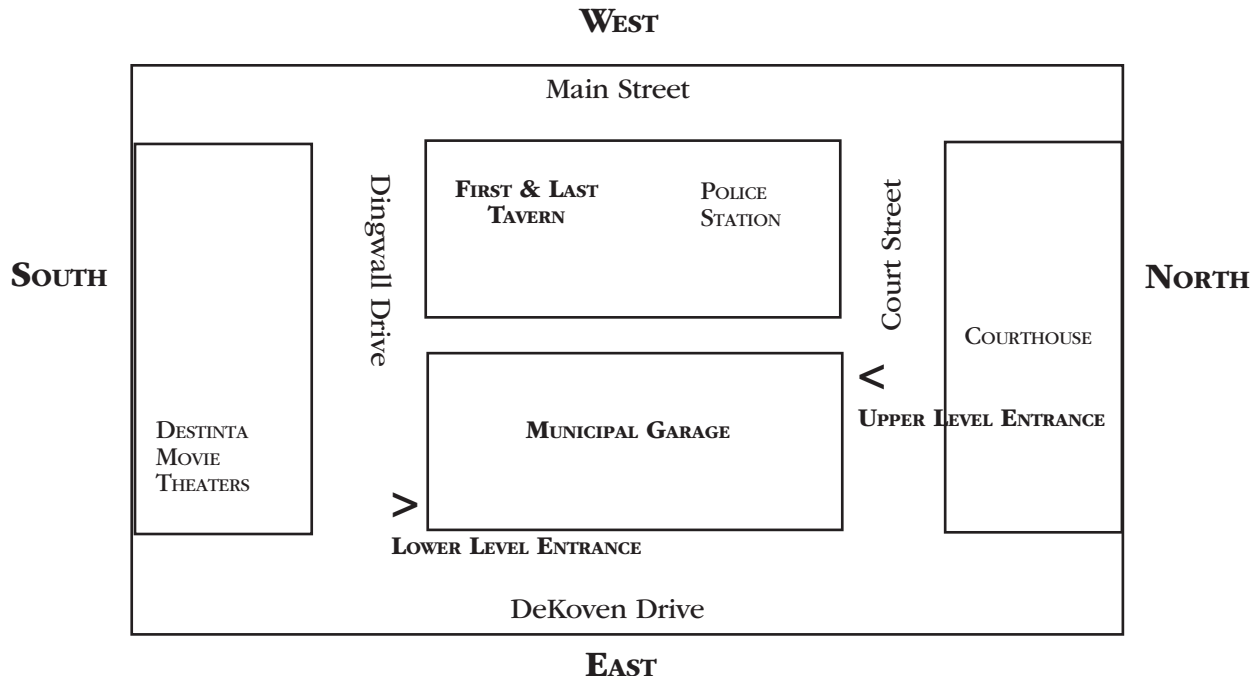 WEST
Main Street
Dingwall Drive
FIRST & LAST
TAVERN
POLICE
STATION
Court Street
SOUTH
NORTH
COURTHOUSE
<
UPPER LEVEL ENTRANCE
MUNICIPAL GARAGE
DESTINTA
MOVIE
THEATERS
>
LOWER LEVEL ENTRANCE
DeKoven Drive
EAST